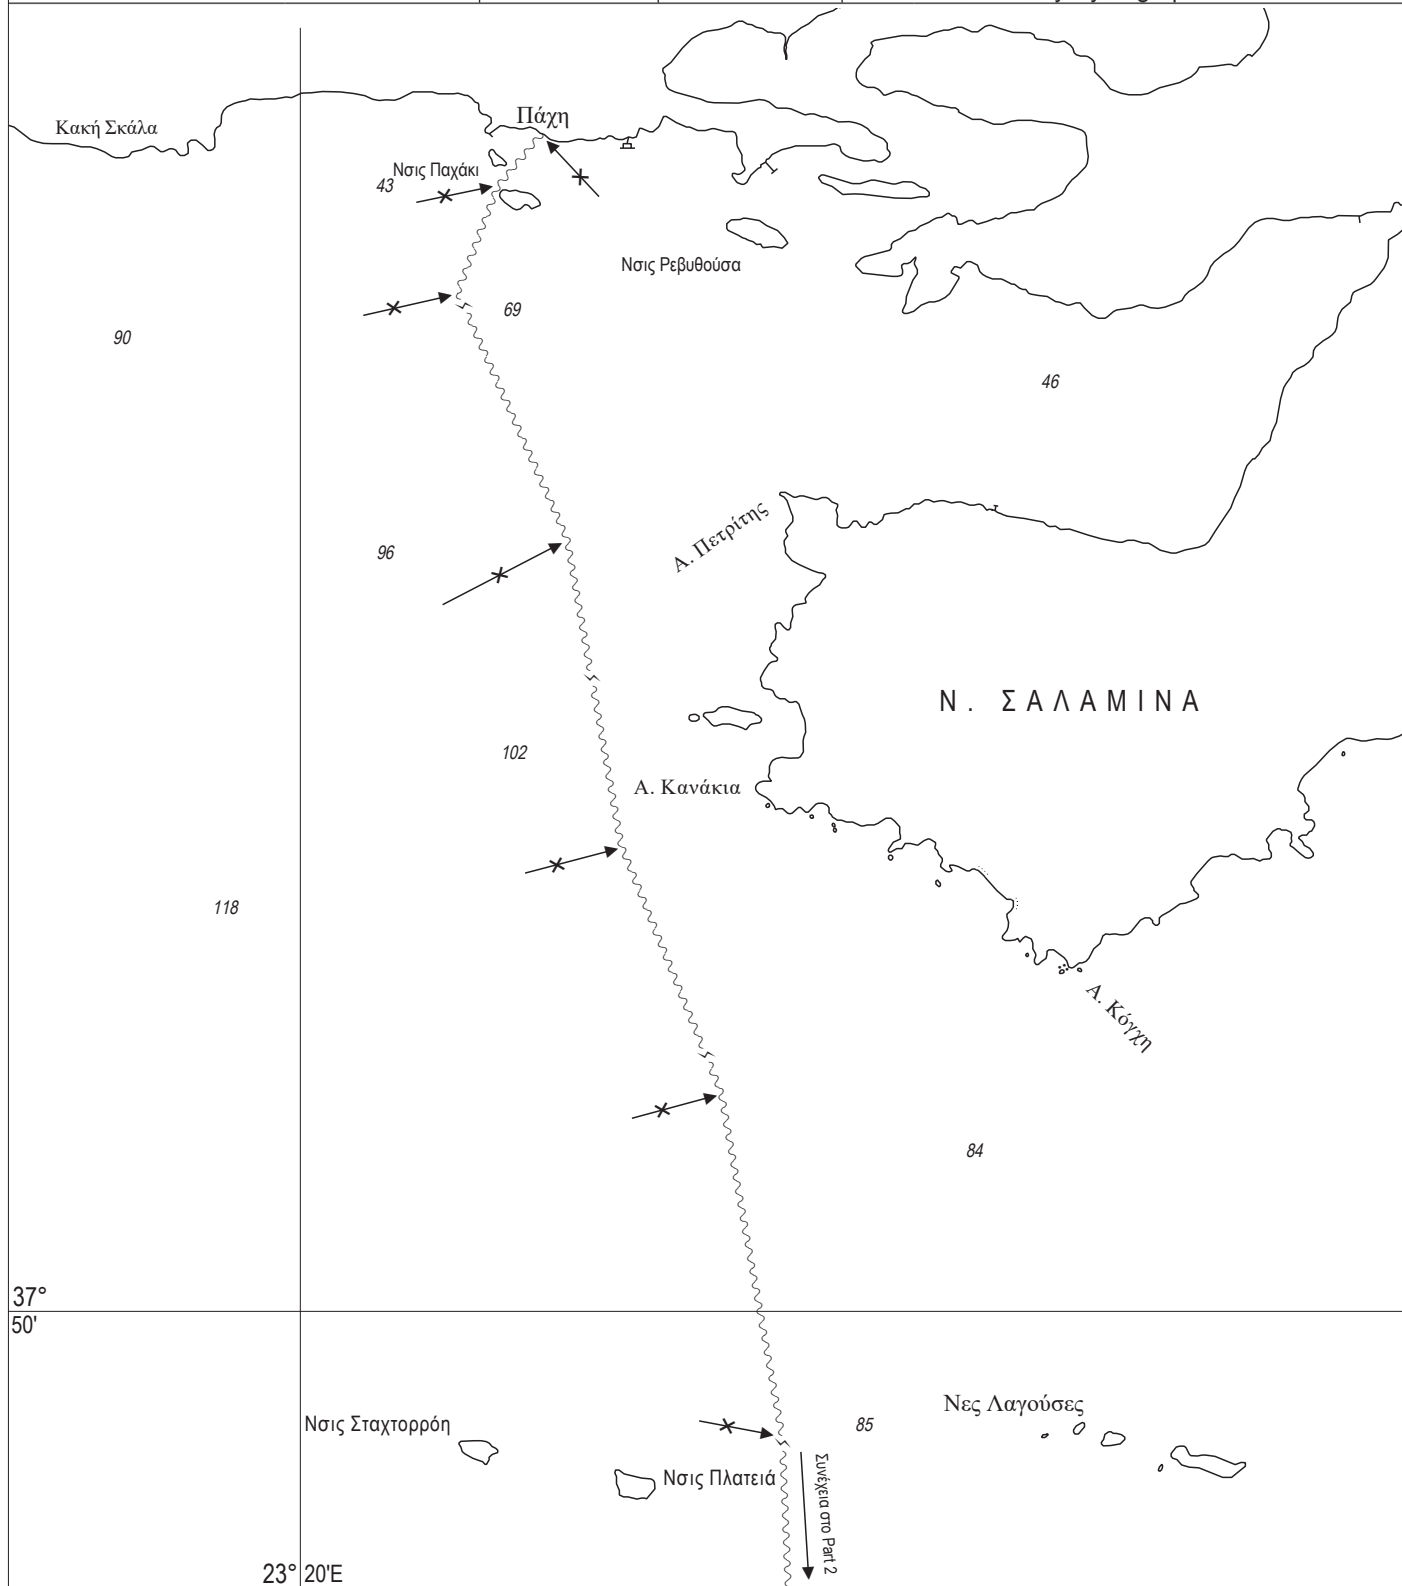 Κακή Σκάλα
Πάχη
Νσις Παχάκι
43
Νσις Ρεβυθούσα
69
90
46
Α. Πετρίτης
96
Ν. ΣΑΛΑΜΙΝΑ
102
Α. Κανάκια
118
Α. Κόγχη
84
37°
50'
Νες Λαγούσες
Νσις Σταχτορρόη
85
Νσις Πλατειά
Συνέχεια στο Part 2
23° 20'E